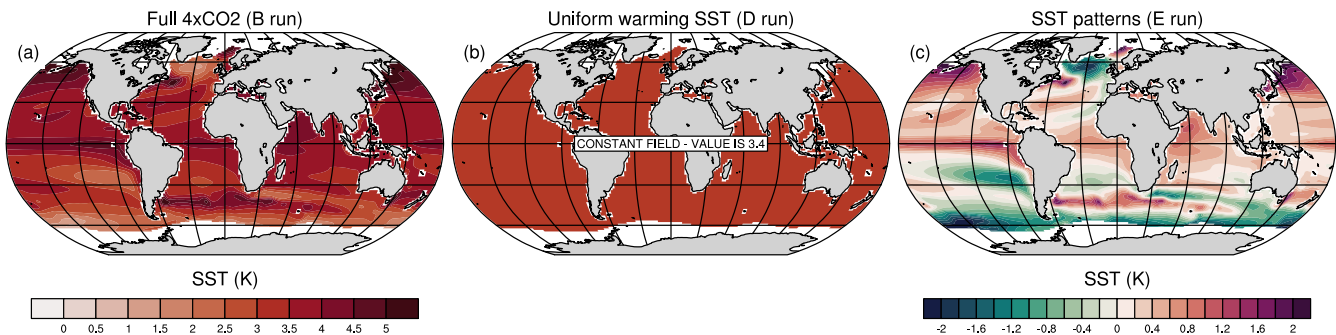 Full 4xCO2 (B run)
Uniform warming SST (D run)
SST patterns (E run)
(a)
(b)
(c)
CONSTANT FIELD - VALUE IS 3.4
SST (K)
SST (K)
0 0.5 1 1.5 2 2.5 3 3.5 4 4.5 5
-2 -1.6 -1.2 -0.8 -0.4 0 0.4 0.8 1.2 1.6 2